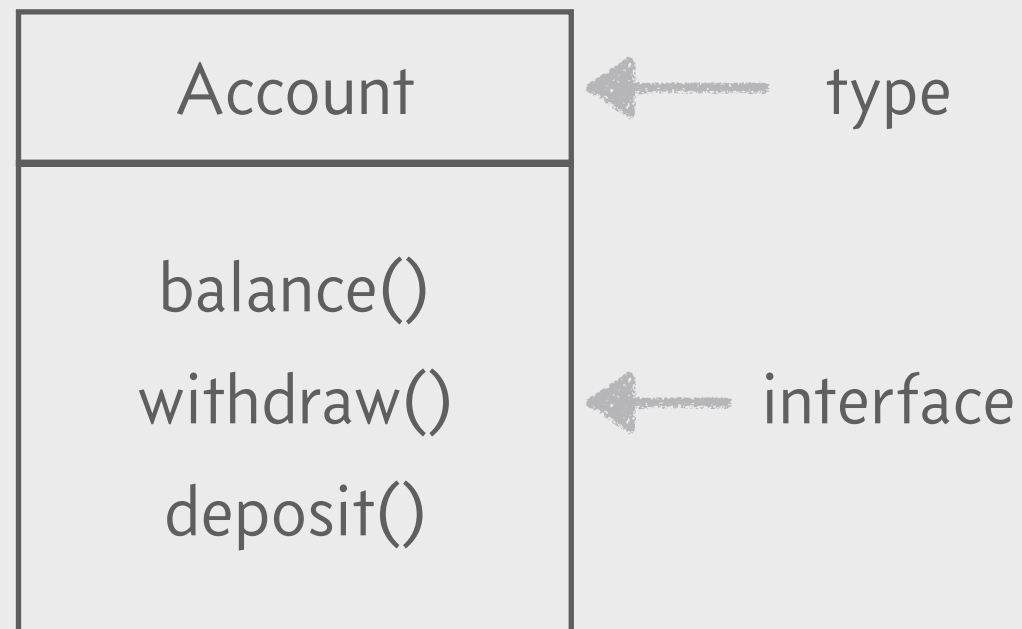 Account type
balance()
withdraw() interface
deposit()